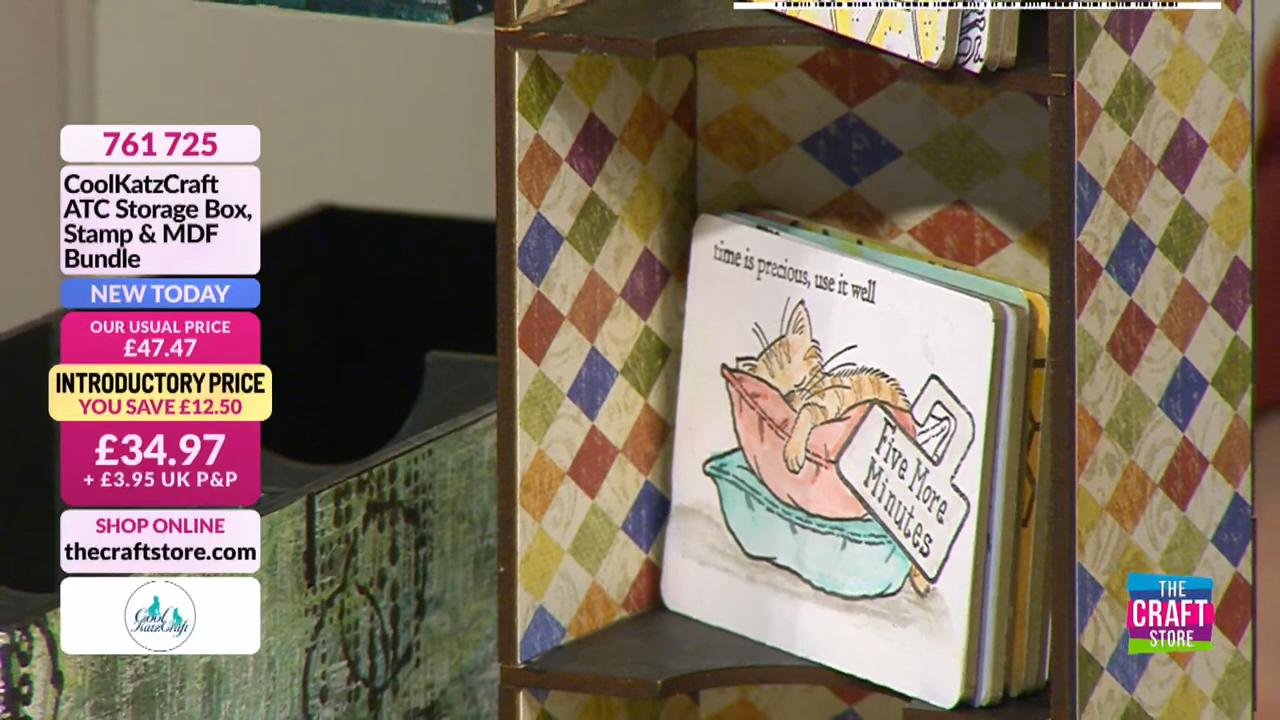 761 725
CoolKatzCraft
ATC Storage Box,
Stamp & MDF
Bundle
NEW TODAY
OUR USUAL PRICE
£47.47
INTRODUCTORY PRICE
YOU SAVE £12.50
£34.97
+ £3.95 UK P&P
SHOP ONLINE
thecraftstore.com
Cool
KatzCraft
time is precious, use it well
Five More
Minutes
THE
CRAFT
STORE